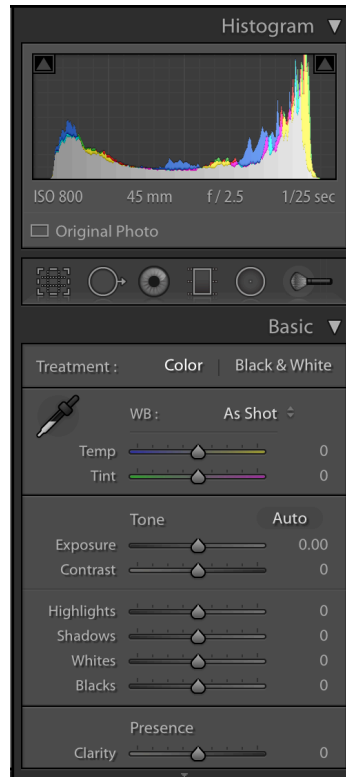 Histogram
ISO 800 45 mm f / 2.5 1/25 sec
Original Photo
Basic
Treatment : Color | Black & White
WB : As Shot
Temp 0
Tint 0
Tone Auto
Exposure 0.00
Contrast 0
Highlights 0
Shadows 0
Whites 0
Blacks 0
Presence
Clarity 0